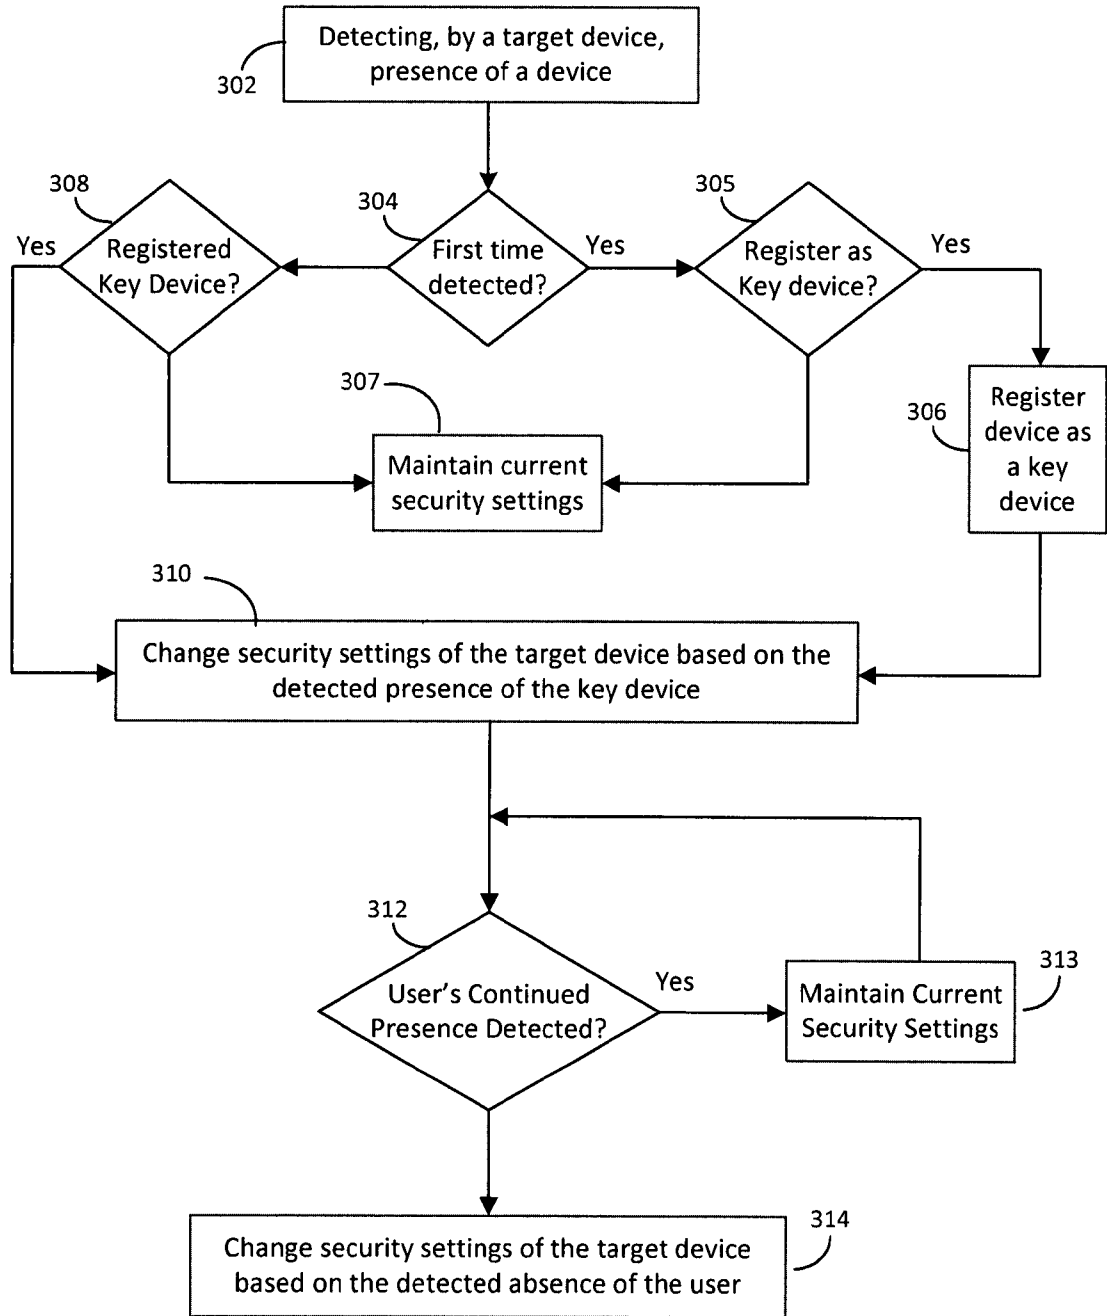 Detecting, by a target device,
presence of a device
302
308
304
305
Yes
Registered
Key Device?
First time
detected?
Yes
Register as
Key device?
Yes
307
Maintain current
security settings
306
Register
device as
a key
device
310
Change security settings of the target device based on the
detected presence of the key device
312
User's Continued
Presence Detected?
Yes
Maintain Current
Security Settings
313
Change security settings of the target device
based on the detected absence of the user
314